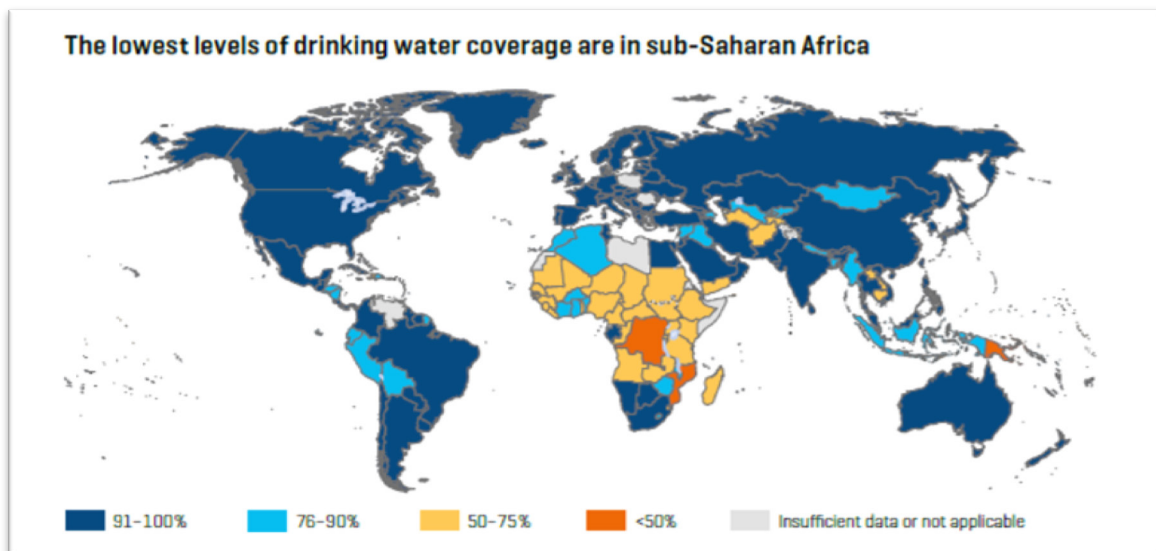 The lowest levels of drinking water coverage are in sub-Saharan Africa
91–100%
76–90%
50–75%
<50%
Insufficient data or not applicable